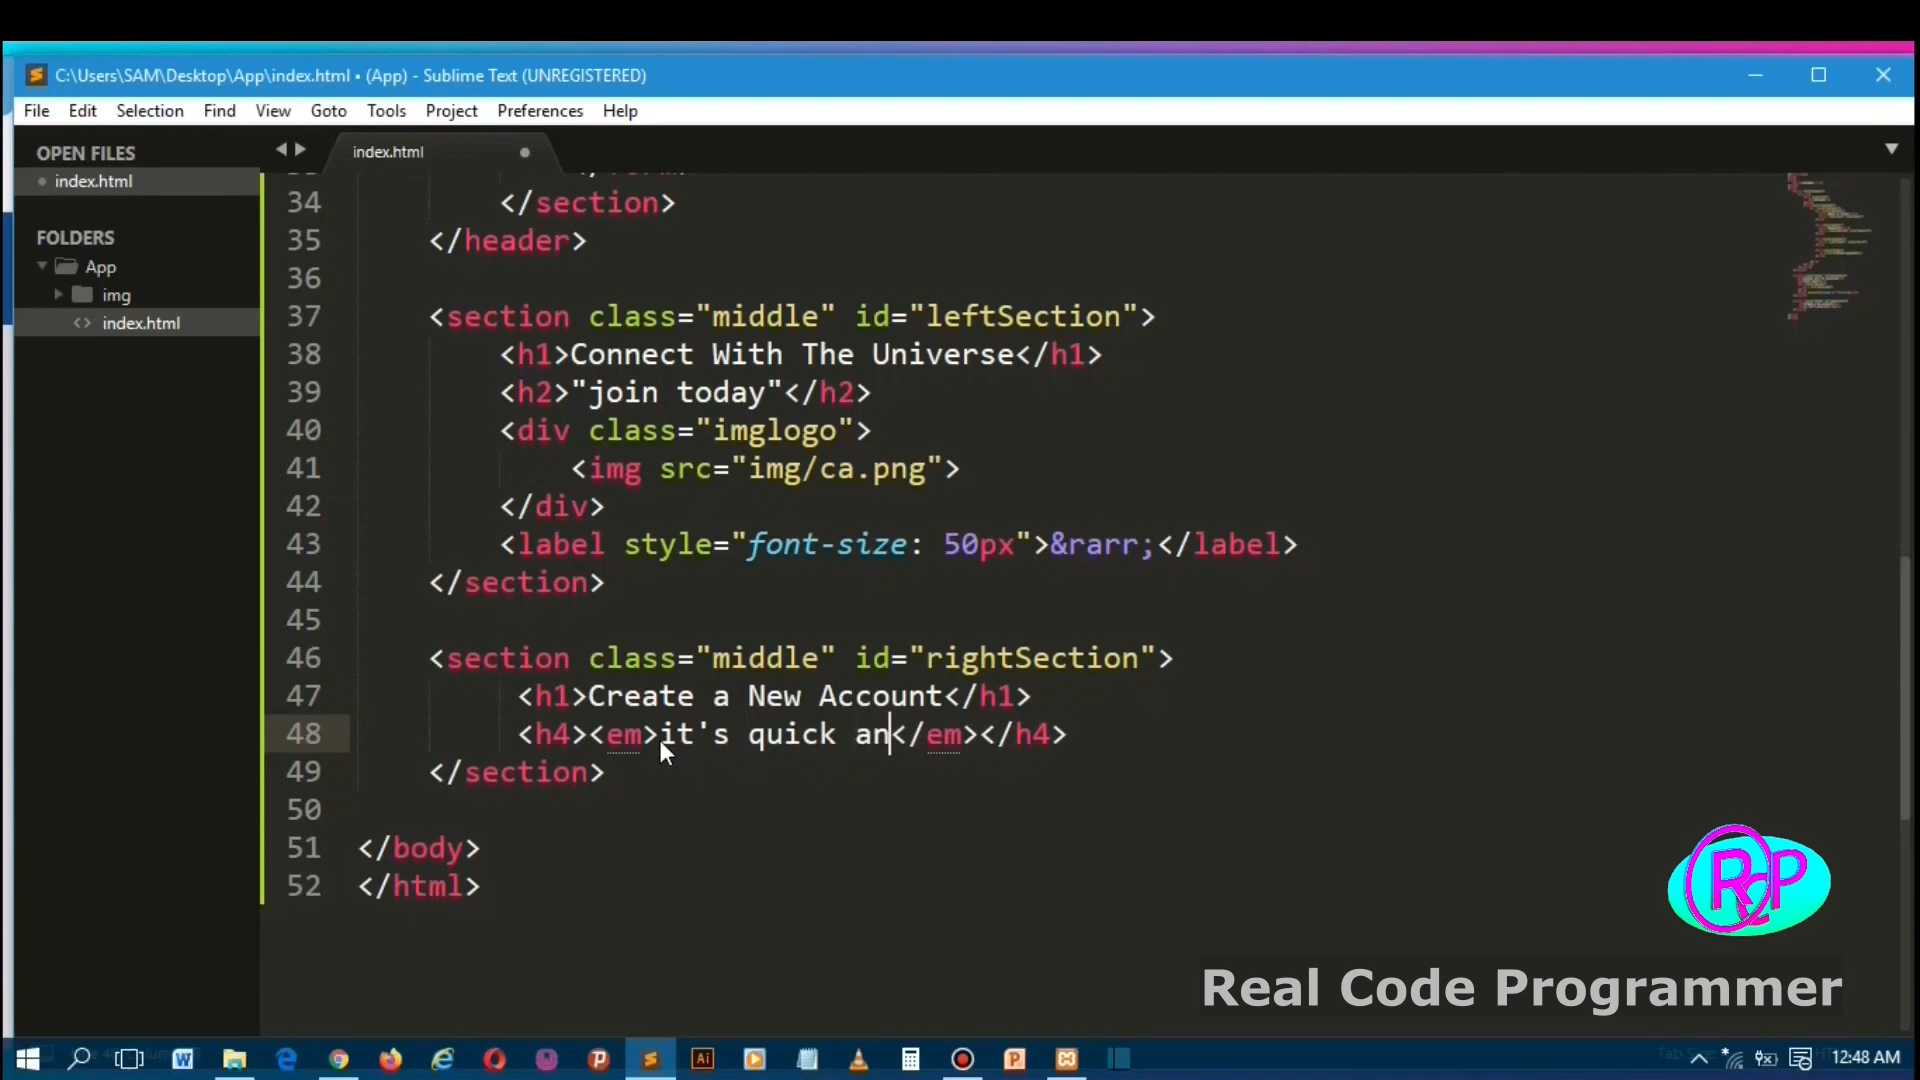 C:\Users\SAM\Desktop\App\index.html • (App) - Sublime Text (UNREGISTERED)
File Edit Selection Find View Goto Tools Project Preferences Help
OPEN FILES
index.html
index.html
FOLDERS
App
img
index.html
34 </section>
35 </header>
36
37 <section class="middle" id="leftSection">
38 <h1>Connect With The Universe</h1>
39 <h2>"join today"</h2>
40 <div class="imglogo">
41 <img src="img/ca.png">
42 </div>
43 <label style="font-size: 50px">&rarr;</label>
44 </section>
45
46 <section class="middle" id="rightSection">
47 <h1>Create a New Account</h1>
48 <h4><em>it's quick an</em></h4>
49 </section>
50
51 </body>
52 </html>
RCP
Real Code Programmer
12:48 AM